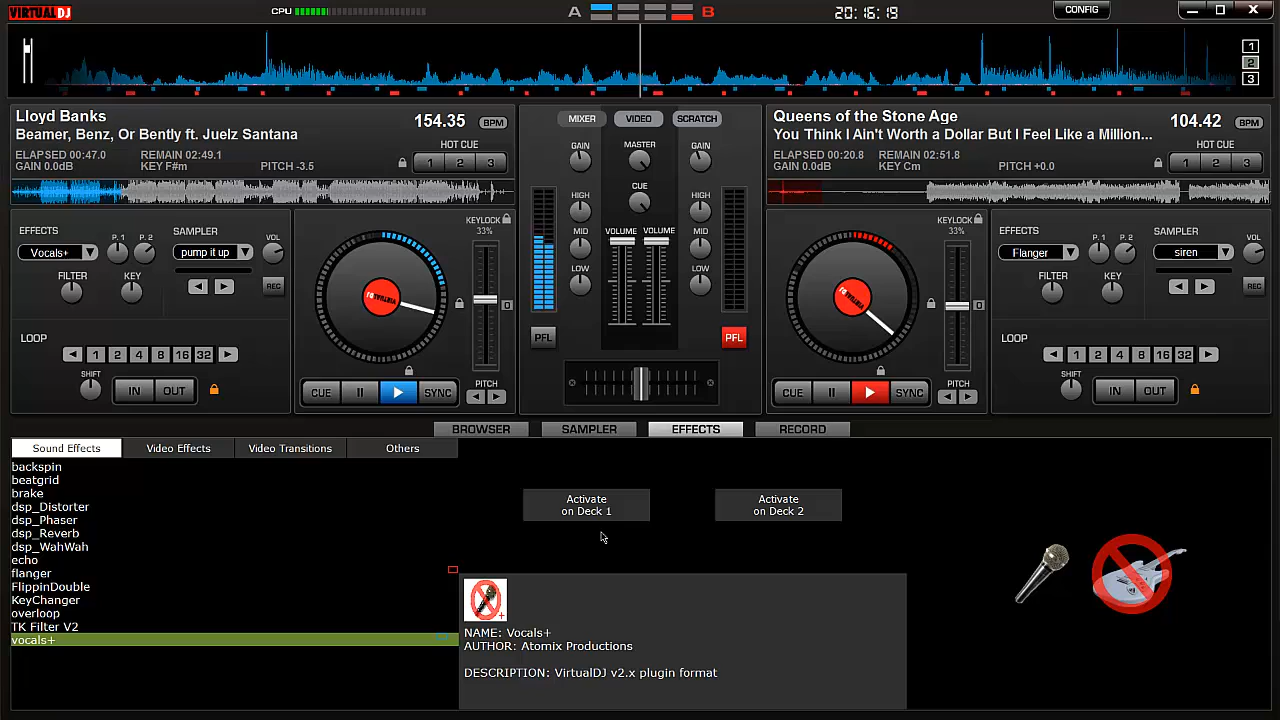 VIRTUAL DJ
CPU
A
B
20:16:19
CONFIG
1
2
3
Lloyd Banks
Beamer, Benz, Or Bently ft. Juelz Santana
154.35 BPM
ELAPSED 00:47.0 REMAIN 02:49.1
GAIN 0.0dB KEY F#m PITCH -3.5
HOT CUE
1 2 3
MIXER VIDEO SCRATCH
GAIN MASTER GAIN
CUE
HIGH HIGH
MID MID
LOW LOW
VOLUME VOLUME
PFL PFL
Queens of the Stone Age
You Think I Ain't Worth a Dollar But I Feel Like a Million...
104.42 BPM
ELAPSED 00:20.8 REMAIN 02:51.8
GAIN 0.0dB KEY Cm PITCH +0.0
HOT CUE
1 2 3
EFFECTS P. 1 P. 2 SAMPLER VOL
Vocals+ pump it up
FILTER KEY REC
LOOP
1 2 4 8 16 32
SHIFT IN OUT
KEYLOCK
33%
CUE SYNC
PITCH
KEYLOCK
33%
CUE SYNC
PITCH
EFFECTS P. 1 P. 2 SAMPLER VOL
Flanger siren
FILTER KEY REC
LOOP
1 2 4 8 16 32
SHIFT IN OUT
BROWSER SAMPLER EFFECTS RECORD
Sound Effects Video Effects Video Transitions Others
backspin
beatgrid
brake
dsp_Distorter
dsp_Phaser
dsp_Reverb
dsp_WahWah
echo
flanger
FlippinDouble
KeyChanger
overloop
TK Filter V2
vocals+
Activate
on Deck 1
Activate
on Deck 2
NAME: Vocals+
AUTHOR: Atomix Productions
DESCRIPTION: VirtualDJ v2.x plugin format